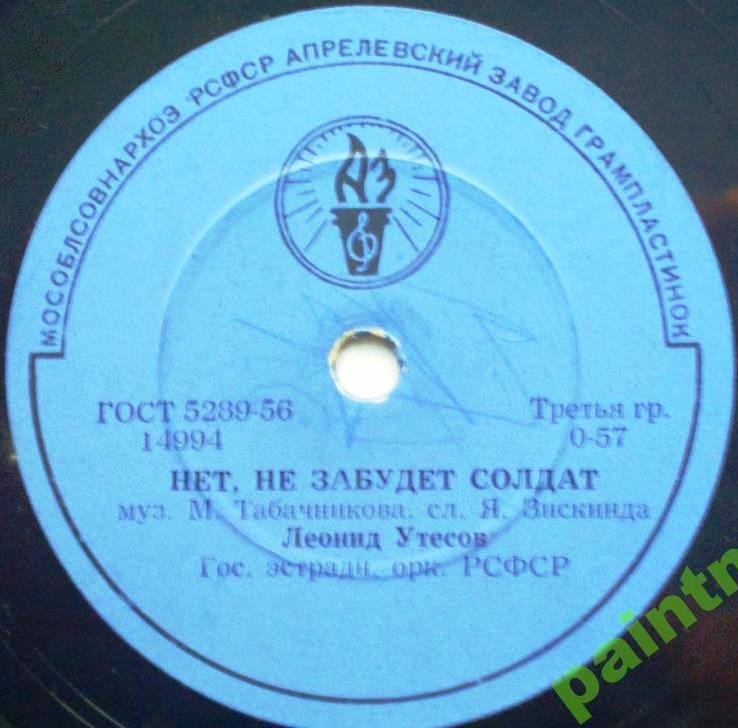 МОСОБЛСОВНАРХОЗ РСФСР АПРЕЛЕВСКИЙ ЗАВОД ГРАМПЛАСТИНОК
АЗ
ГОСТ 5289-56
Третья гр.
14994
0-57
НЕТ, НЕ ЗАБУДЕТ СОЛДАТ
муз. М. Табачникова, сл. Я. Зискинда
Леонид Утесов
Гос. эстрадн. орк. РСФСР